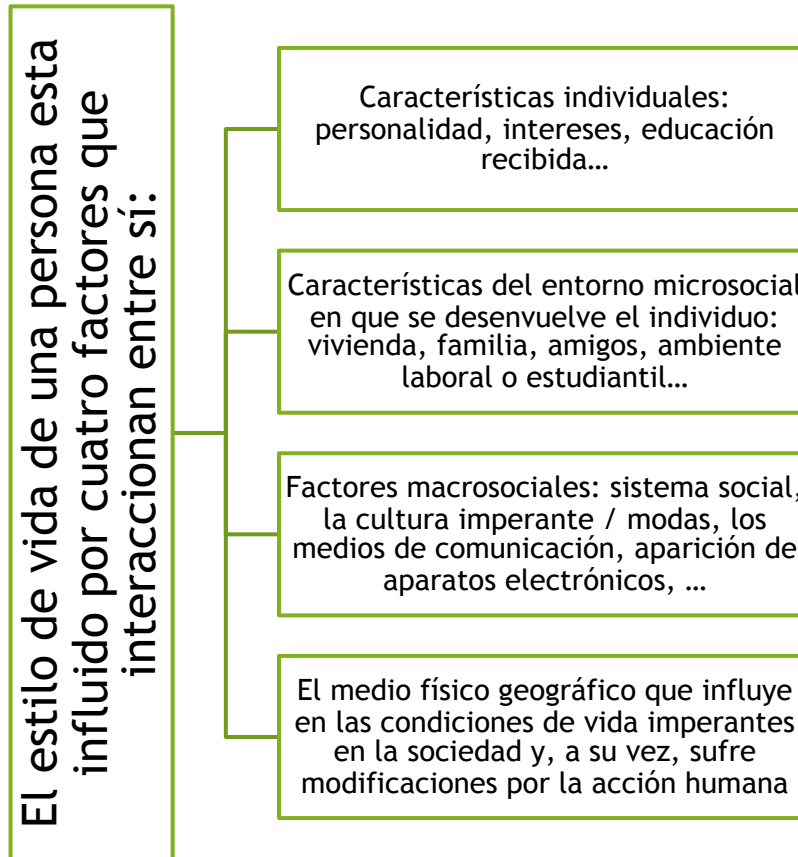 El estilo de vida de una persona esta
influido por cuatro factores que
interaccionan entre sí:
Características individuales:
personalidad, intereses, educación
recibida…
Características del entorno microsocial
en que se desenvuelve el individuo:
vivienda, familia, amigos, ambiente
laboral o estudiantil…
Factores macrosociales: sistema social,
la cultura imperante / modas, los
medios de comunicación, aparición de
aparatos electrónicos, …
El medio físico geográfico que influye
en las condiciones de vida imperantes
en la sociedad y, a su vez, sufre
modificaciones por la acción humana